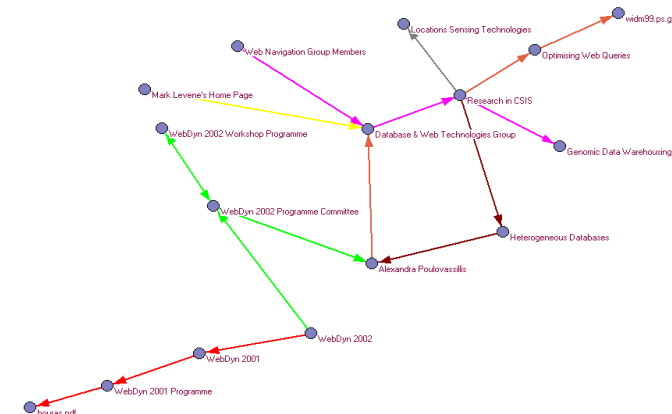 widm99.ps.g
Locations Sensing Technologies
Web Navigation Group Members
Optimising Web Queries
Mark Levene's Home Page
Research in CSIS
WebDyn 2002 Workshop Programme
Database & Web Technologies Group
Genomic Data Warehousing
WebDyn 2002 Programme Committee
Heterogeneous Databases
Alexandra Poulovassilis
WebDyn 2002
WebDyn 2001
WebDyn 2001 Programme
bouras.pdf